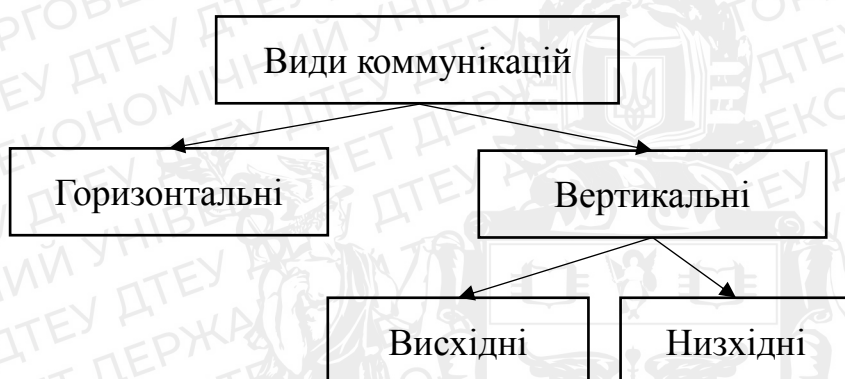 Види коммунікацій
Горизонтальні
Вертикальні
Висхідні
Низхідні